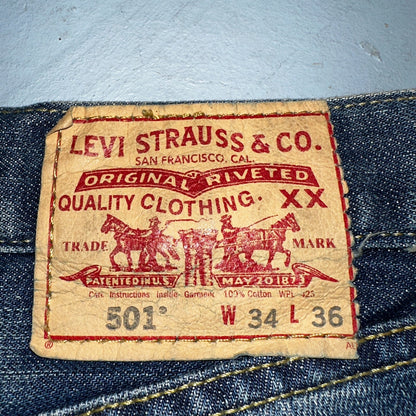 LEVI STRAUSS & CO.
SAN FRANCISCO, CAL.
ORIGINAL RIVETED
QUALITY CLOTHING. XX
TRADE MARK
PATENTED IN U.S. MAY 20 1873
Care Instructions Inside Garment 100% Cotton WPL 423
501® W 34 L 36
®